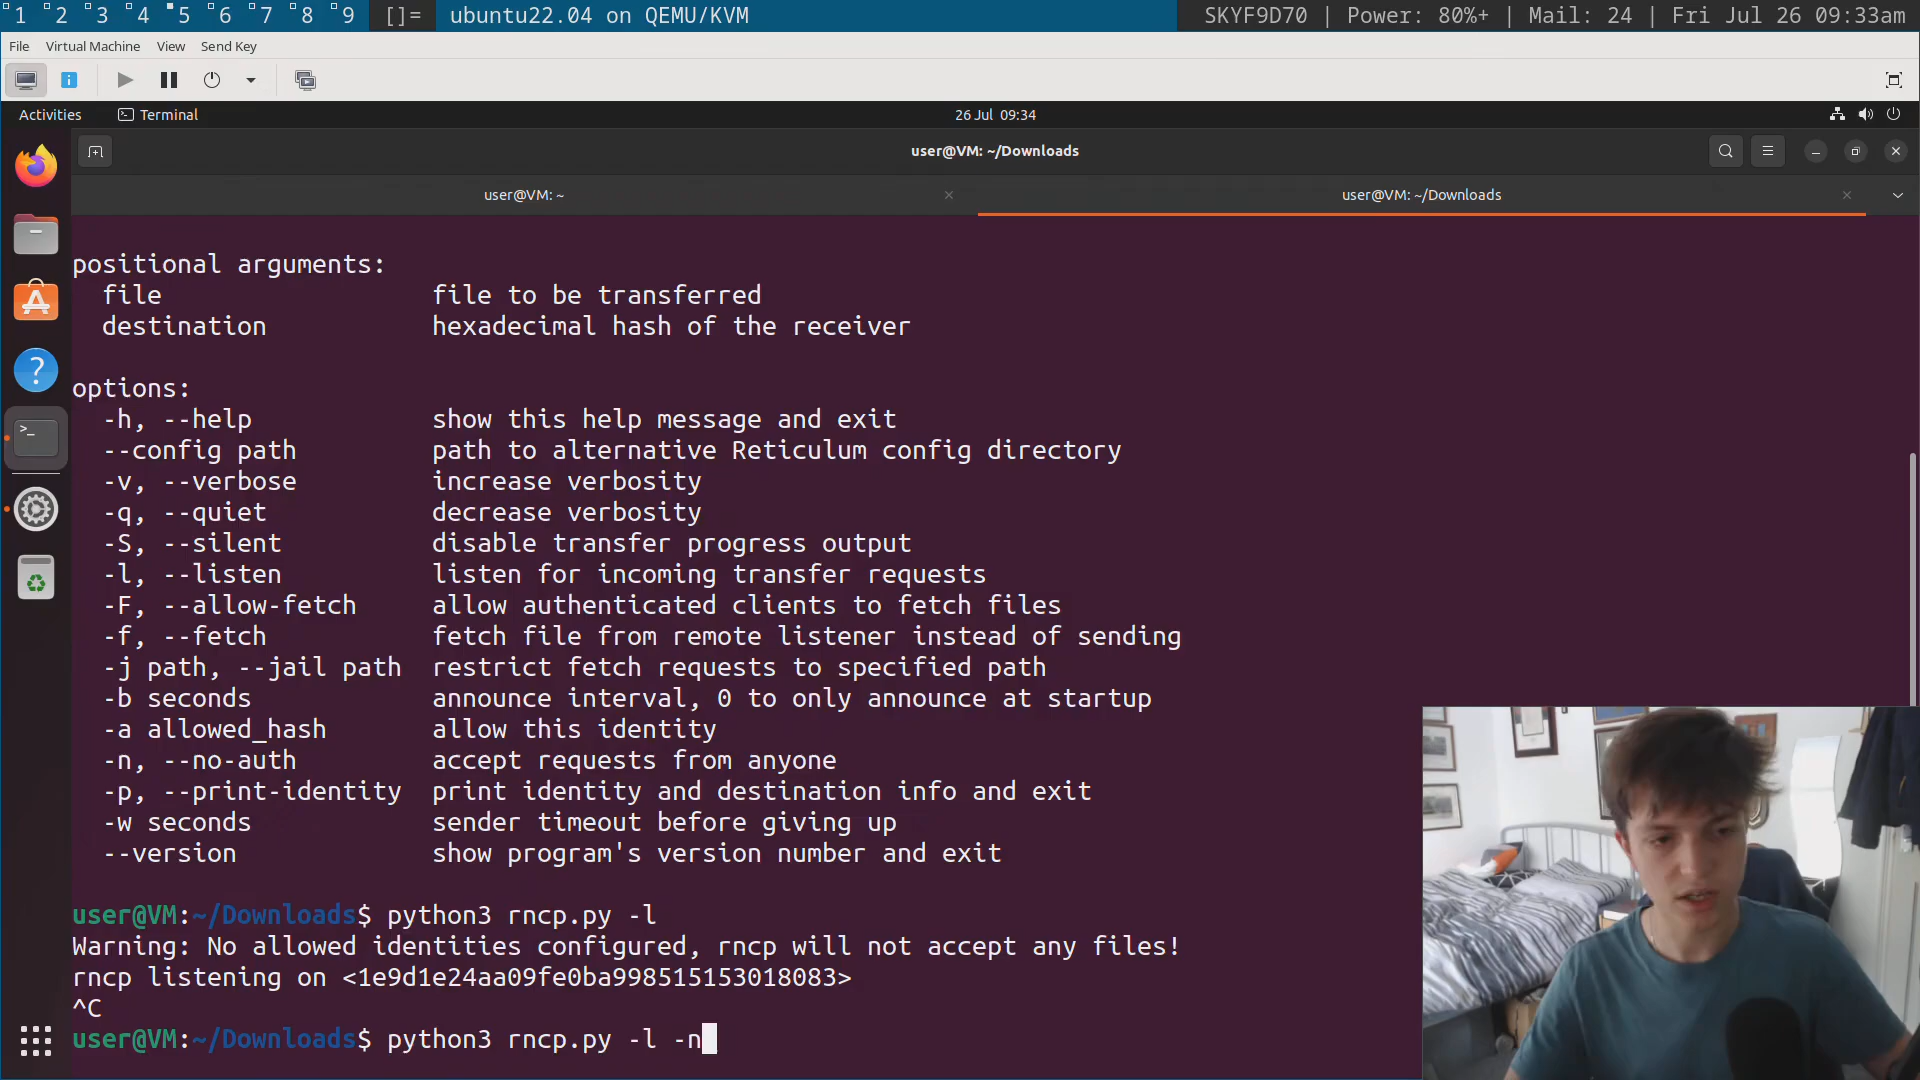 1 2 3 4 5 6 7 8 9 []= ubuntu22.04 on QEMU/KVM SKYF9D70 | Power: 80%+ | Mail: 24 | Fri Jul 26 09:33am
File Virtual Machine View Send Key
Activities Terminal 26 Jul 09:34
user@VM: ~/Downloads
user@VM: ~ user@VM: ~/Downloads
positional arguments:
file file to be transferred
destination hexadecimal hash of the receiver
options:
-h, --help show this help message and exit
--config path path to alternative Reticulum config directory
-v, --verbose increase verbosity
-q, --quiet decrease verbosity
-S, --silent disable transfer progress output
-l, --listen listen for incoming transfer requests
-F, --allow-fetch allow authenticated clients to fetch files
-f, --fetch fetch file from remote listener instead of sending
-j path, --jail path restrict fetch requests to specified path
-b seconds announce interval, 0 to only announce at startup
-a allowed_hash allow this identity
-n, --no-auth accept requests from anyone
-p, --print-identity print identity and destination info and exit
-w seconds sender timeout before giving up
--version show program's version number and exit
user@VM:~/Downloads$ python3 rncp.py -l
Warning: No allowed identities configured, rncp will not accept any files!
rncp listening on <1e9d1e24aa09fe0ba998515153018083>
^C
user@VM:~/Downloads$ python3 rncp.py -l -n